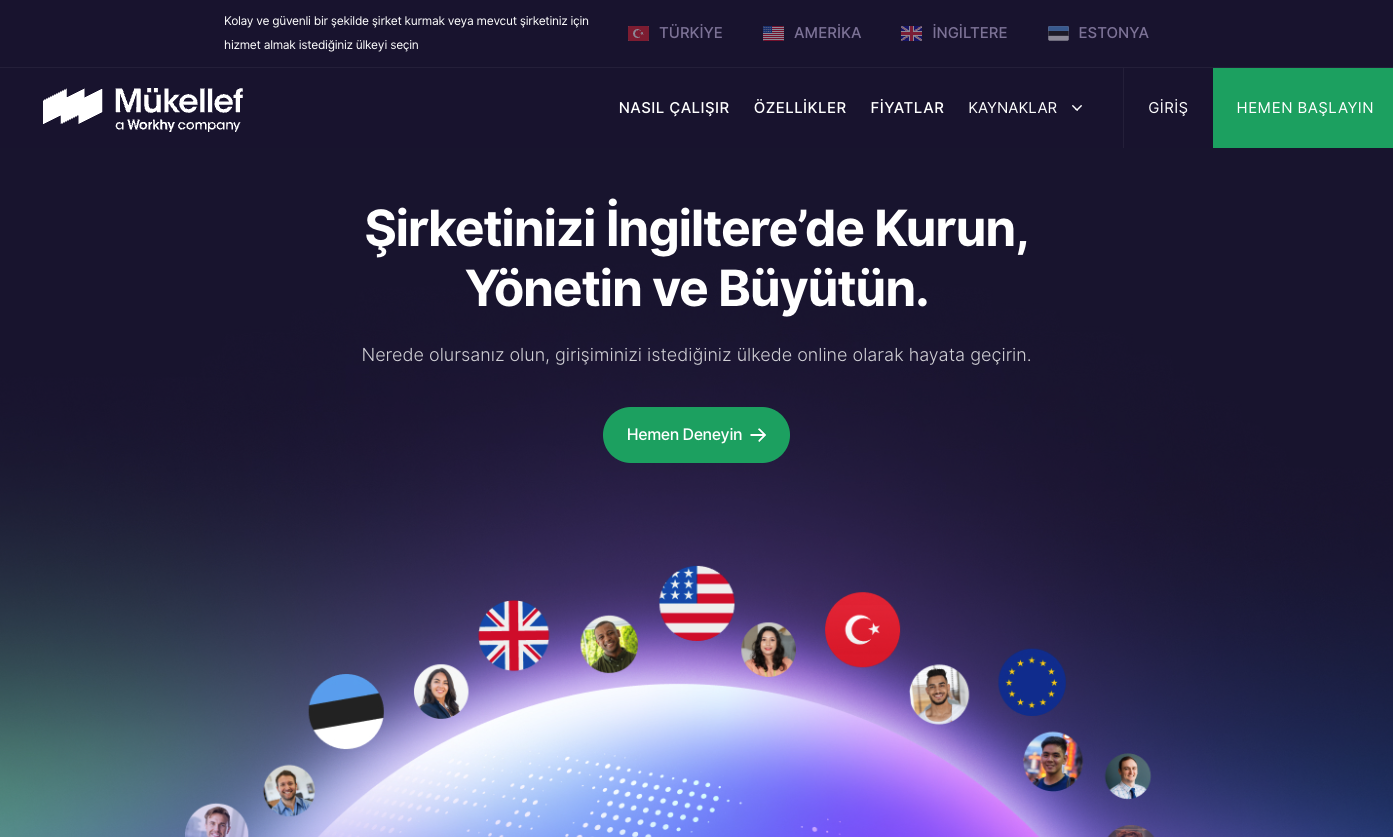 Kolay ve güvenli bir şekilde şirket kurmak veya mevcut şirketiniz için
hizmet almak istediğiniz ülkeyi seçin
TÜRKİYE
AMERİKA
İNGİLTERE
ESTONYA
Mükellef
a Workhy company
NASIL ÇALIŞIR
ÖZELLİKLER
FİYATLAR
KAYNAKLAR
GİRİŞ
HEMEN BAŞLAYIN
Şirketinizi İngiltere’de Kurun,
Yönetin ve Büyütün.
Nerede olursanız olun, girişiminizi istediğiniz ülkede online olarak hayata geçirin.
Hemen Deneyin